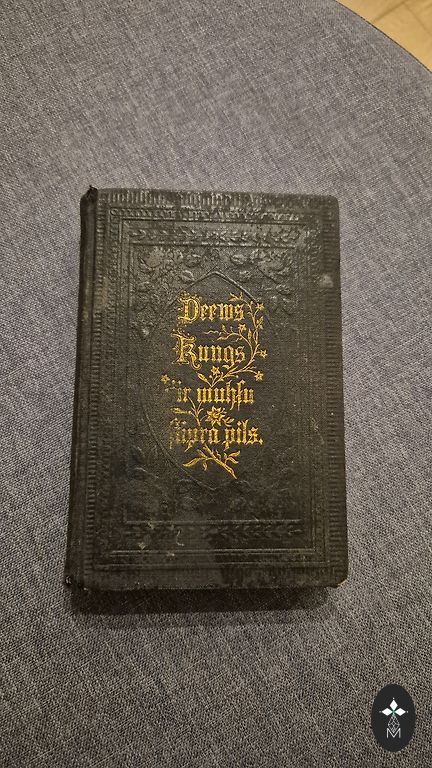 Deews
Kungs
ir muhſu
ſtipra pils.
M